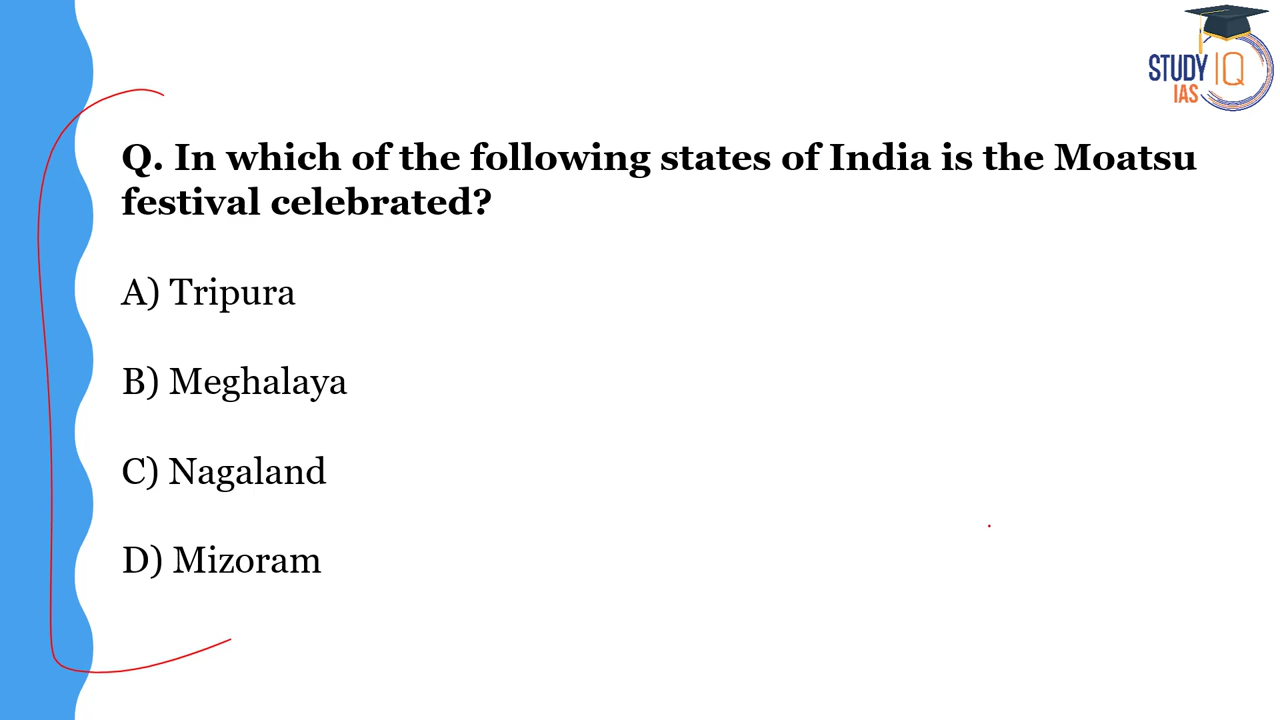 STUDY IQ
IAS
Q. In which of the following states of India is the Moatsu
festival celebrated?
A) Tripura
B) Meghalaya
C) Nagaland
D) Mizoram